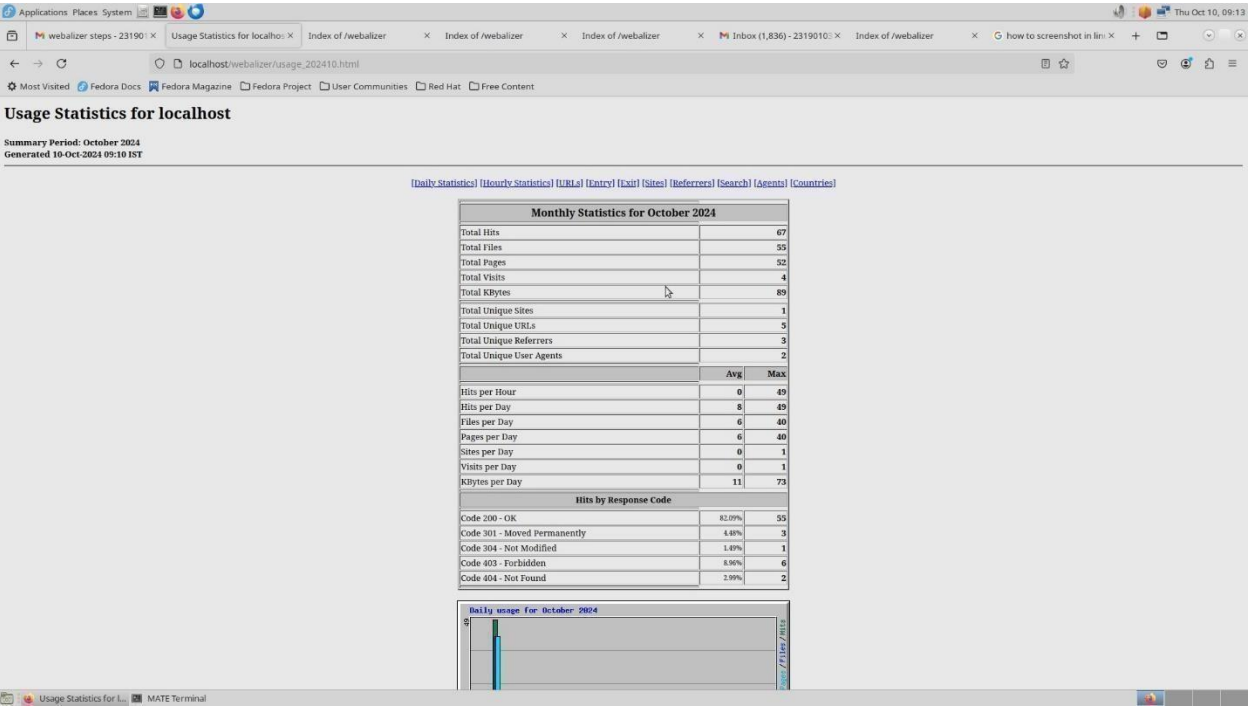 Applications Places System Thu Oct 10, 09:13
webalizer steps - 23190 × Usage Statistics for localhos × Index of /webalizer × Index of /webalizer × Index of /webalizer × Inbox (1,836) - 2319010 × Index of /webalizer × how to screenshot in lin × +
localhost/webalizer/usage_202410.html
Most Visited Fedora Docs Fedora Magazine Fedora Project User Communities Red Hat Free Content
Usage Statistics for localhost
Summary Period: October 2024
Generated 10-Oct-2024 09:10 IST
[Daily Statistics] [Hourly Statistics] [URLs] [Entry] [Exit] [Sites] [Referrers] [Search] [Agents] [Countries]
Monthly Statistics for October 2024
Total Hits 67
Total Files 55
Total Pages 52
Total Visits 4
Total KBytes 89
Total Unique Sites 1
Total Unique URLs 5
Total Unique Referrers 3
Total Unique User Agents 2
Avg Max
Hits per Hour 0 49
Hits per Day 8 49
Files per Day 6 40
Pages per Day 6 40
Sites per Day 0 1
Visits per Day 0 1
KBytes per Day 11 73
Hits by Response Code
Code 200 - OK 82.09% 55
Code 301 - Moved Permanently 4.48% 3
Code 304 - Not Modified 1.49% 1
Code 403 - Forbidden 8.96% 6
Code 404 - Not Found 2.99% 2
Daily usage for October 2024
49
Pages / Files / Hits
Usage Statistics for l... MATE Terminal